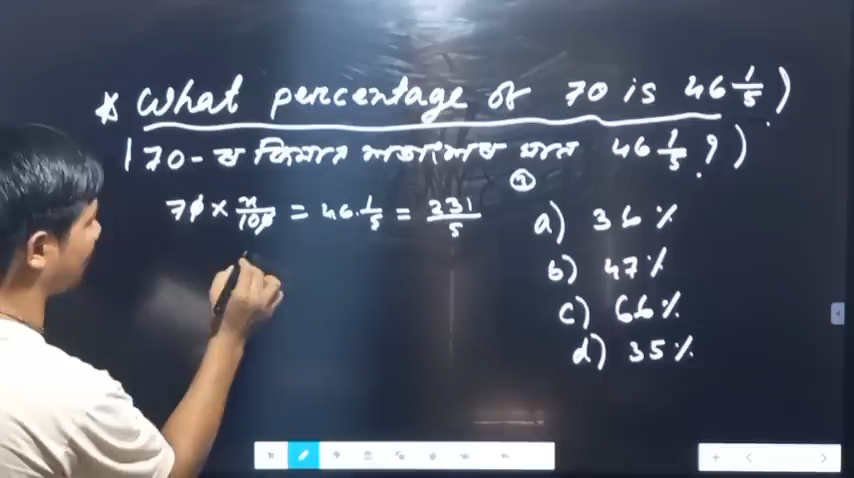 * What percentage of 70 is 46 1/5)
(70-ৰ কিমান শতাংশৰ মান 46 1/5 ?)
70 × x/100 = 46 1/5 = 231/5
a) 36 %
b) 47 %
c) 66 %
d) 35 %